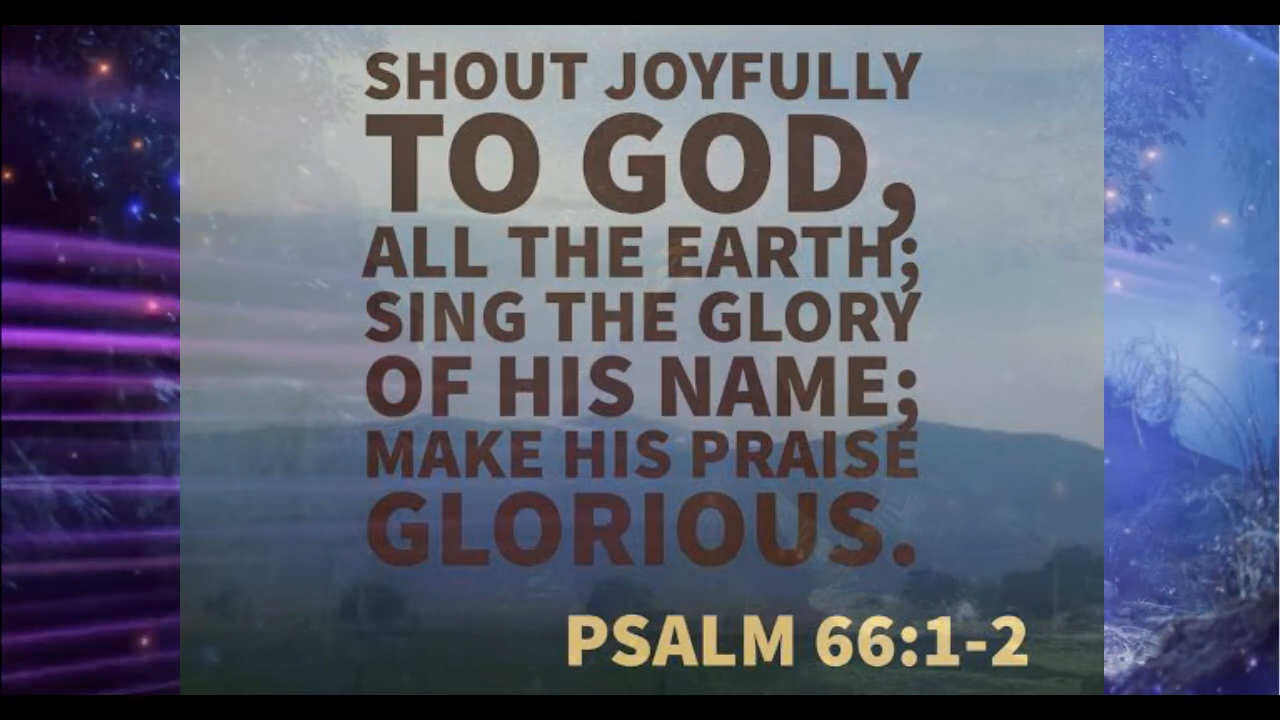 SHOUT JOYFULLY
TO GOD,
ALL THE EARTH;
SING THE GLORY
OF HIS NAME;
MAKE HIS PRAISE
GLORIOUS.
PSALM 66:1-2